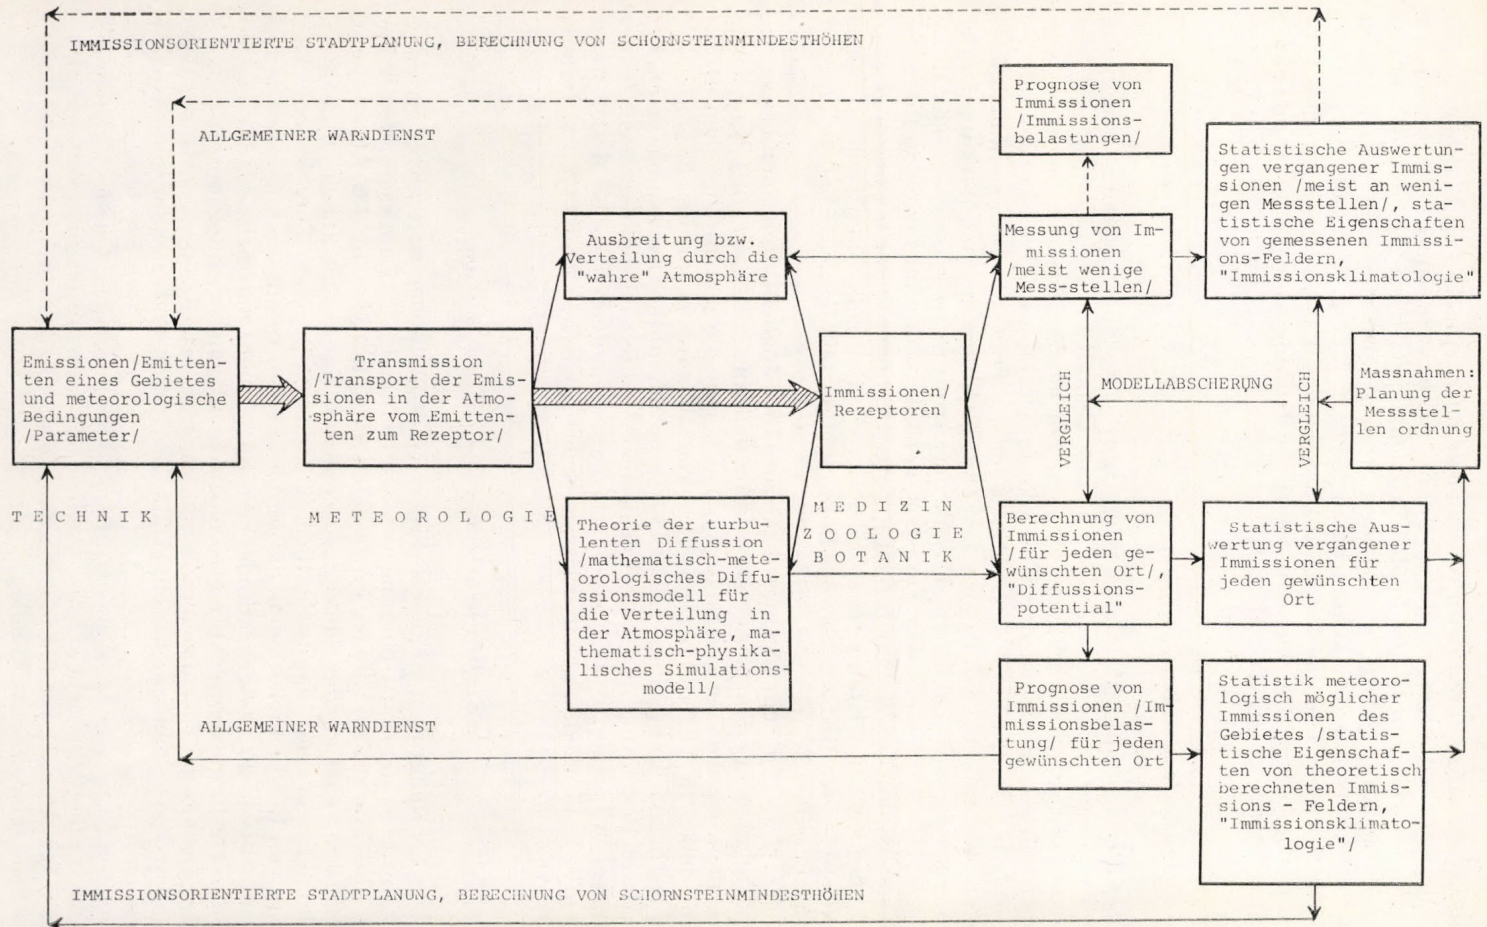 IMMISSIONSORIENTIERTE STADTPLANUNG, BERECHNUNG VON SCHORNSTEINMINDESTHÖHEN
ALLGEMEINER WARNDIENST
Prognose von
Immissionen
/Immissions-
belastungen/
Statistische Auswertun-
gen vergangener Immis-
sionen /meist an weni-
gen Messstellen/, sta-
tistische Eigenschaften
von gemessenen Immissi-
ons-Feldern,
"Immissionsklimatologie"
Ausbreitung bzw.
Verteilung durch die
"wahre" Atmosphäre
Messung von Im-
missionen
/meist wenige
Mess-stellen/
Emissionen/Emitten-
ten eines Gebietes
und meteorologische
Bedingungen
/Parameter/
Transmission
/Transport der Emis-
sionen in der Atmo-
sphäre vom Emitten-
ten zum Rezeptor/
Immissionen/
Rezeptoren
VERGLEICH
MODELLABSCHERUNG
VERGLEICH
Massnahmen:
Planung der
Messstel-
len ordnung
TECHNIK
METEOROLOGIE
MEDIZIN
ZOOLOGIE
BOTANIK
Theorie der turbu-
lenten Diffussion
/mathematisch-mete-
orologisches Diffu-
ssionsmodell für
die Verteilung in
der Atmosphäre, ma-
thematisch-physika-
lisches Simulations-
modell/
Berechnung von
Immissionen
/für jeden ge-
wünschten Ort/,
"Diffussions-
potential"
Statistische Aus-
wertung vergangener
Immissionen für
jeden gewünschten
Ort
Prognose von
Immissionen /Im-
missionsbelas-
tung/ für jeden
gewünschten Ort
Statistik meteoro-
logisch möglicher
Immissionen des
Gebietes /statis-
tische Eigenschaf-
ten von theoretisch
berechneten Immis-
sions - Feldern,
"Immissionsklimato-
logie"/
ALLGEMEINER WARNDIENST
IMMISSIONSORIENTIERTE STADTPLANUNG, BERECHNUNG VON SCHORNSTEINMINDESTHÖHEN